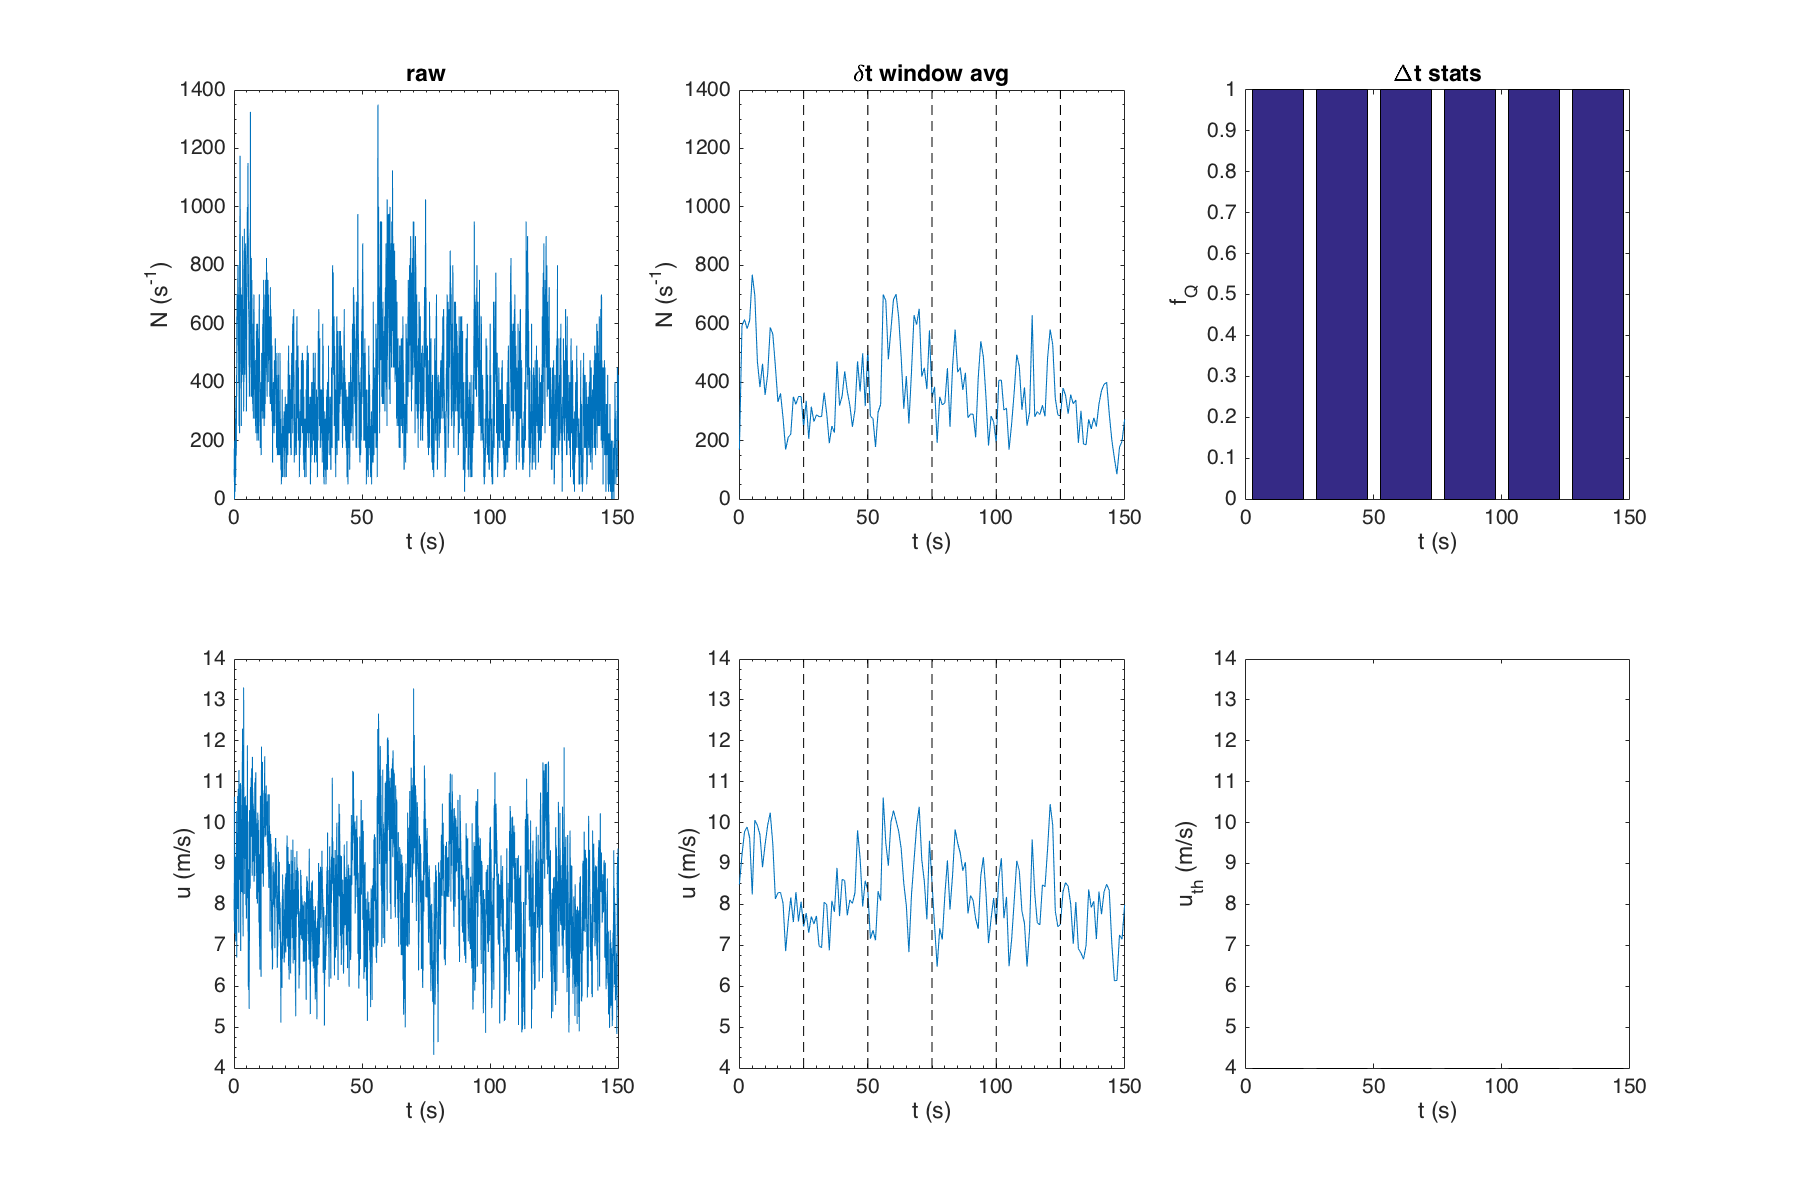 raw
1400
1200
1000
800
600
400
200
0
N (s⁻¹)
0 50 100 150
t (s)
δt window avg
1400
1200
1000
800
600
400
200
0
N (s⁻¹)
0 50 100 150
t (s)
Δt stats
1
0.9
0.8
0.7
0.6
0.5
0.4
0.3
0.2
0.1
0
f_Q
0 50 100 150
t (s)
14
13
12
11
10
9
8
7
6
5
4
u (m/s)
0 50 100 150
t (s)
14
13
12
11
10
9
8
7
6
5
4
u (m/s)
0 50 100 150
t (s)
14
13
12
11
10
9
8
7
6
5
4
u_th (m/s)
0 50 100 150
t (s)